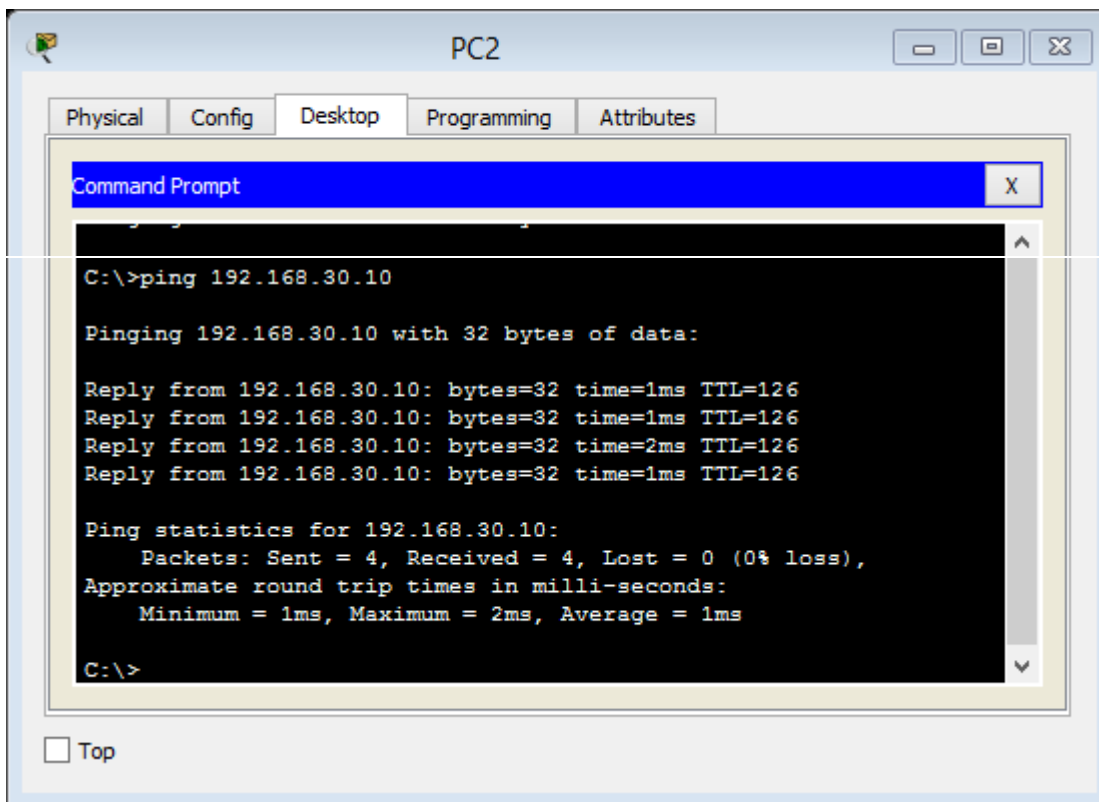 PC2
Physical Config Desktop Programming Attributes
Command Prompt X
C:\>ping 192.168.30.10
Pinging 192.168.30.10 with 32 bytes of data:
Reply from 192.168.30.10: bytes=32 time=1ms TTL=126
Reply from 192.168.30.10: bytes=32 time=1ms TTL=126
Reply from 192.168.30.10: bytes=32 time=2ms TTL=126
Reply from 192.168.30.10: bytes=32 time=1ms TTL=126
Ping statistics for 192.168.30.10:
Packets: Sent = 4, Received = 4, Lost = 0 (0% loss),
Approximate round trip times in milli-seconds:
Minimum = 1ms, Maximum = 2ms, Average = 1ms
C:\>
Top